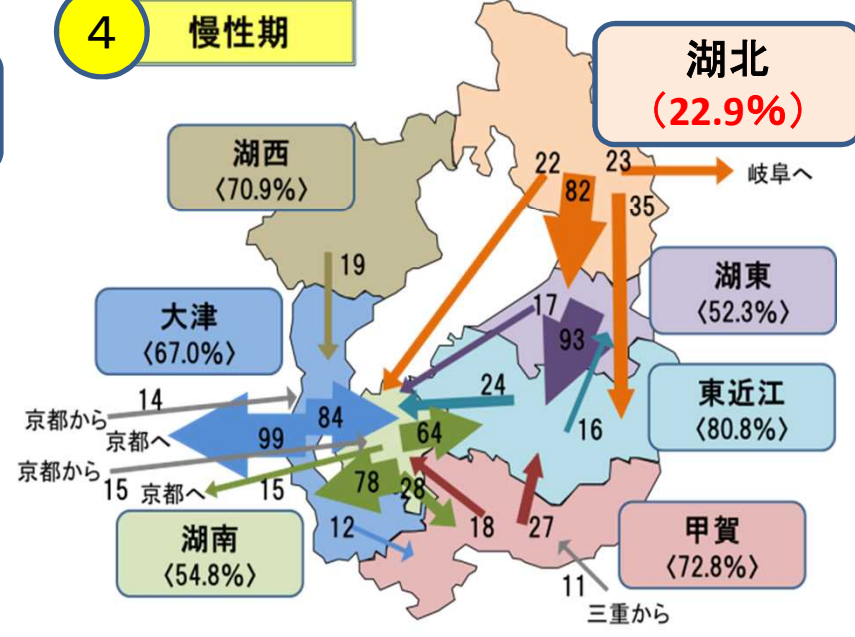 4
慢性期
湖北
（22.9％）
湖西
〈70.9%〉
22
82
23
岐阜へ
35
19
湖東
〈52.3%〉
大津
〈67.0%〉
17
93
24
東近江
〈80.8%〉
14
京都から
84
99
64
16
京都へ
京都から
15
京都へ
15
78
28
湖南
〈54.8%〉
12
18
27
甲賀
〈72.8%〉
11
三重から